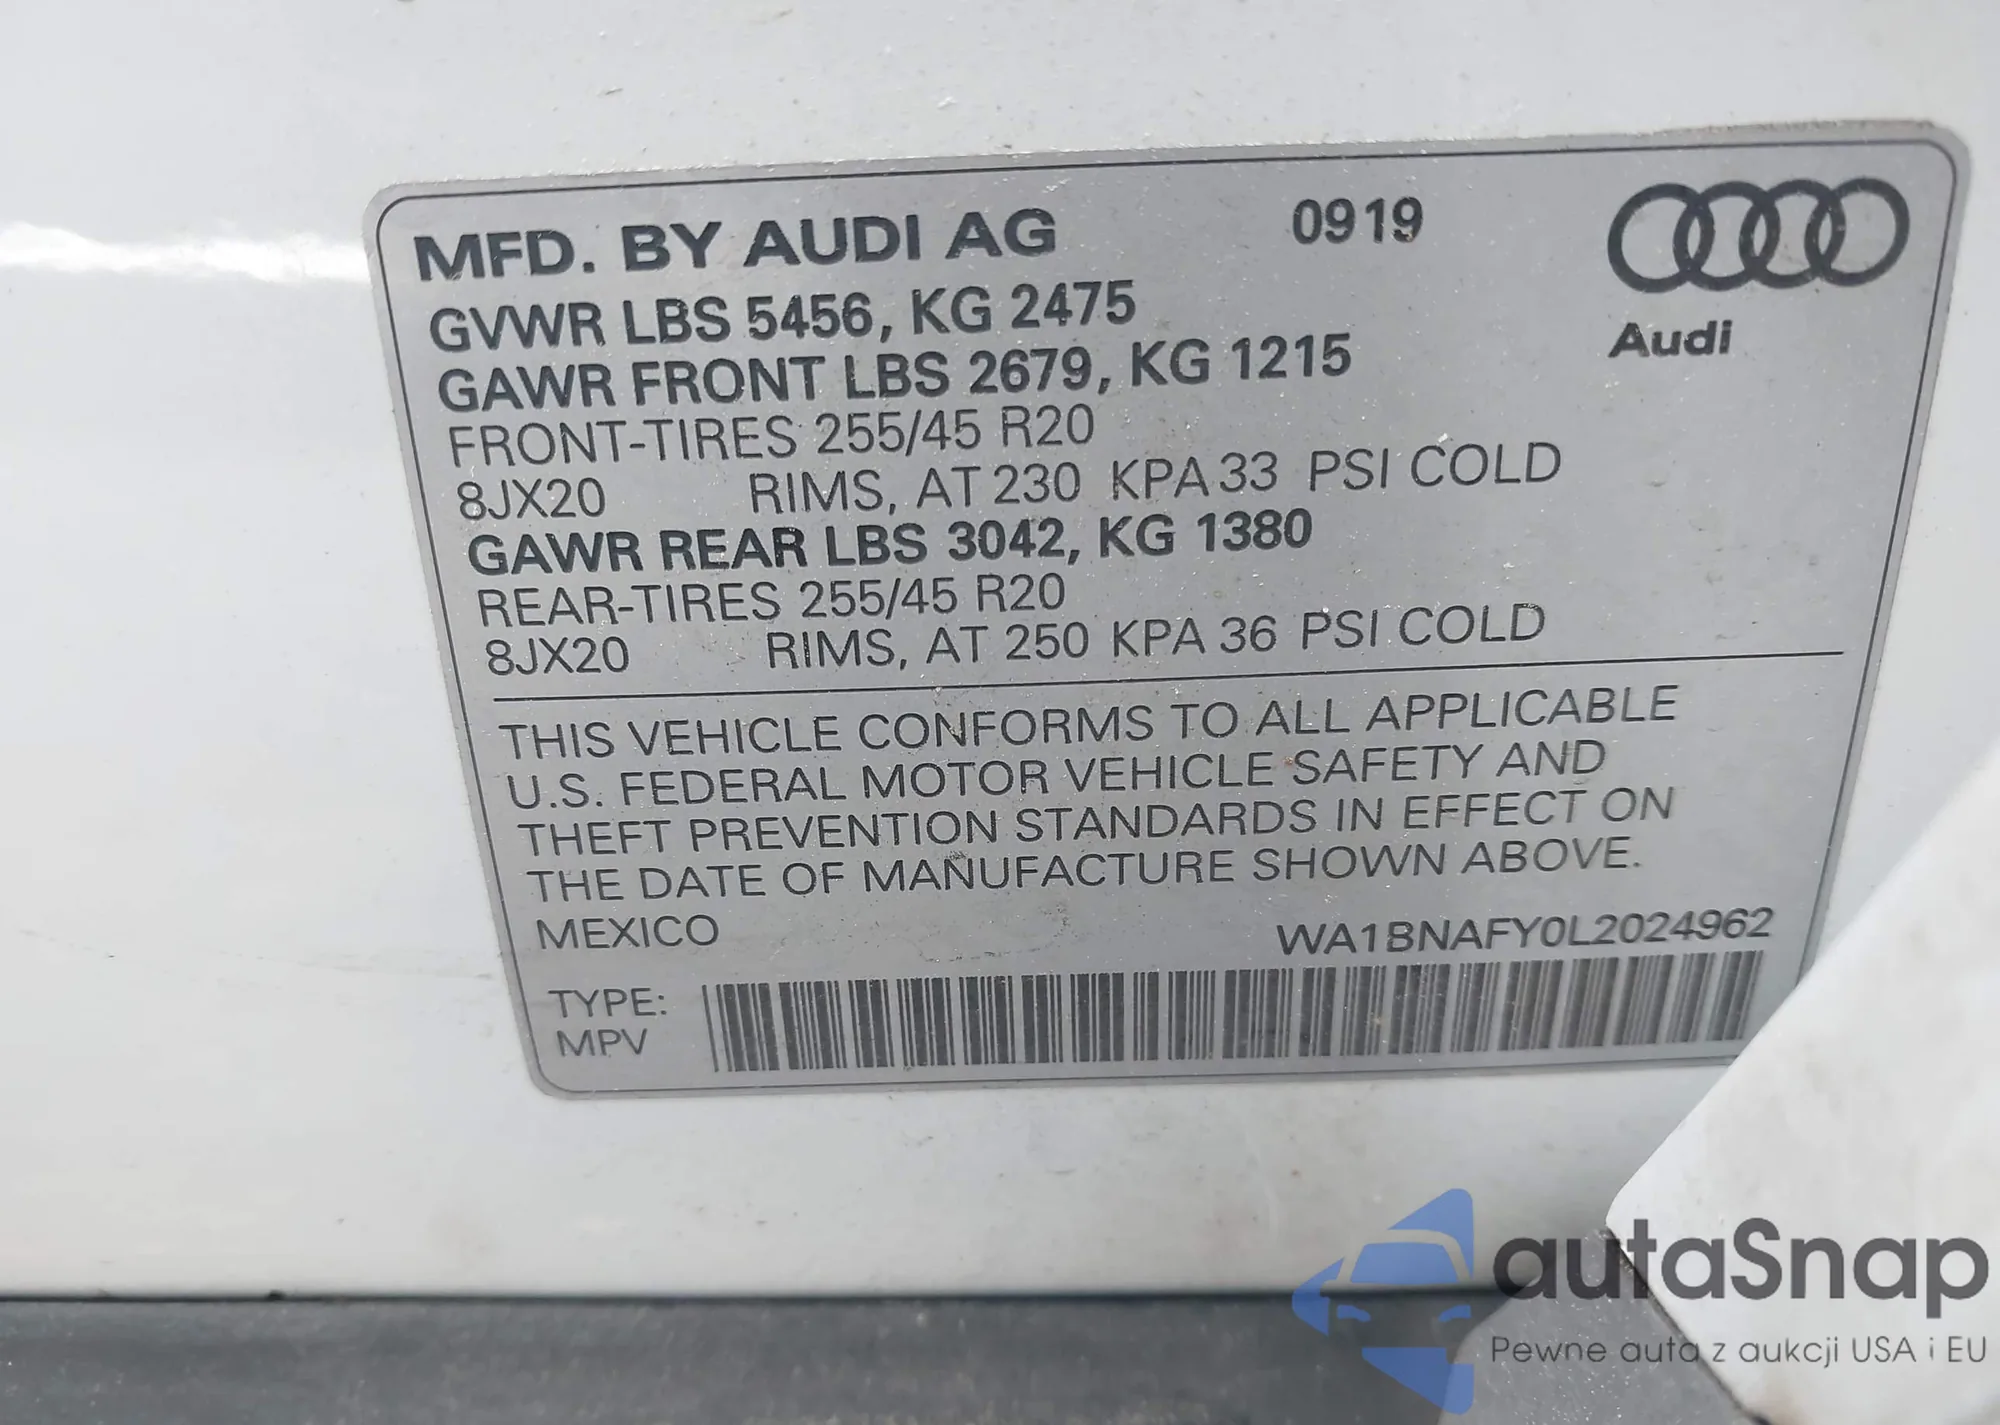 MFD. BY AUDI AG 0919
GVWR LBS 5456, KG 2475
Audi
GAWR FRONT LBS 2679, KG 1215
FRONT-TIRES 255/45 R20
8JX20 RIMS, AT 230 KPA 33 PSI COLD
GAWR REAR LBS 3042, KG 1380
REAR-TIRES 255/45 R20
8JX20 RIMS, AT 250 KPA 36 PSI COLD
THIS VEHICLE CONFORMS TO ALL APPLICABLE
U.S. FEDERAL MOTOR VEHICLE SAFETY AND
THEFT PREVENTION STANDARDS IN EFFECT ON
THE DATE OF MANUFACTURE SHOWN ABOVE.
MEXICO WA1BNAFY0L2024962
TYPE:
MPV
autaSnap
Pewne auta z aukcji USA i EU